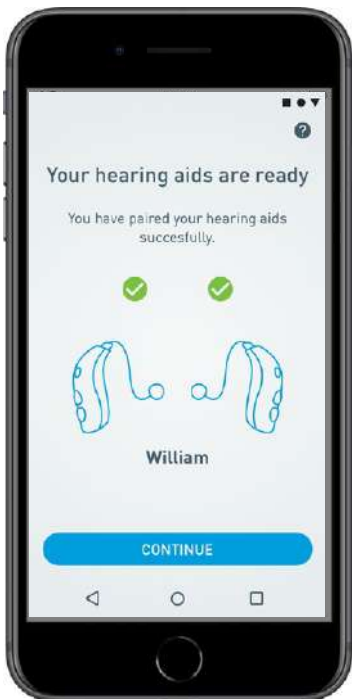 ?
Your hearing aids are ready
You have paired your hearing aids
succesfully.
William
CONTINUE